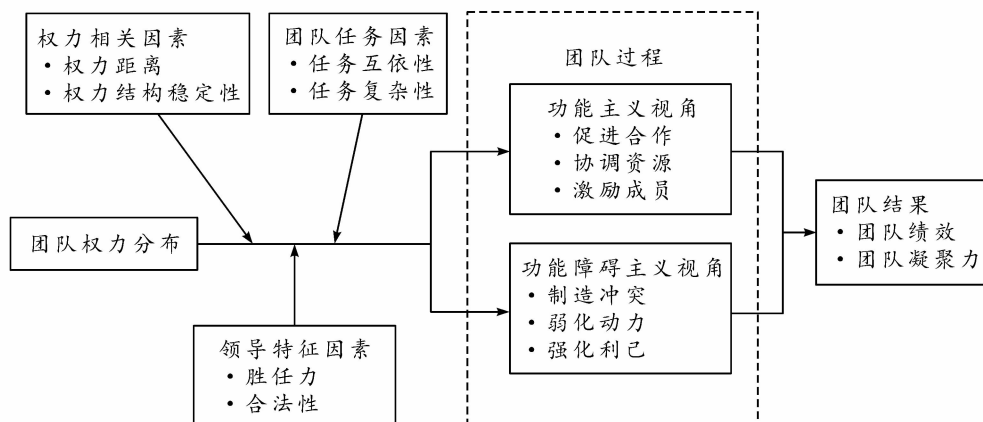 权力相关因素
• 权力距离
• 权力结构稳定性
团队任务因素
• 任务互依性
• 任务复杂性
团队过程
功能主义视角
• 促进合作
• 协调资源
• 激励成员
团队权力分布
功能障碍主义视角
• 制造冲突
• 弱化动力
• 强化利己
团队结果
• 团队绩效
• 团队凝聚力
领导特征因素
• 胜任力
• 合法性